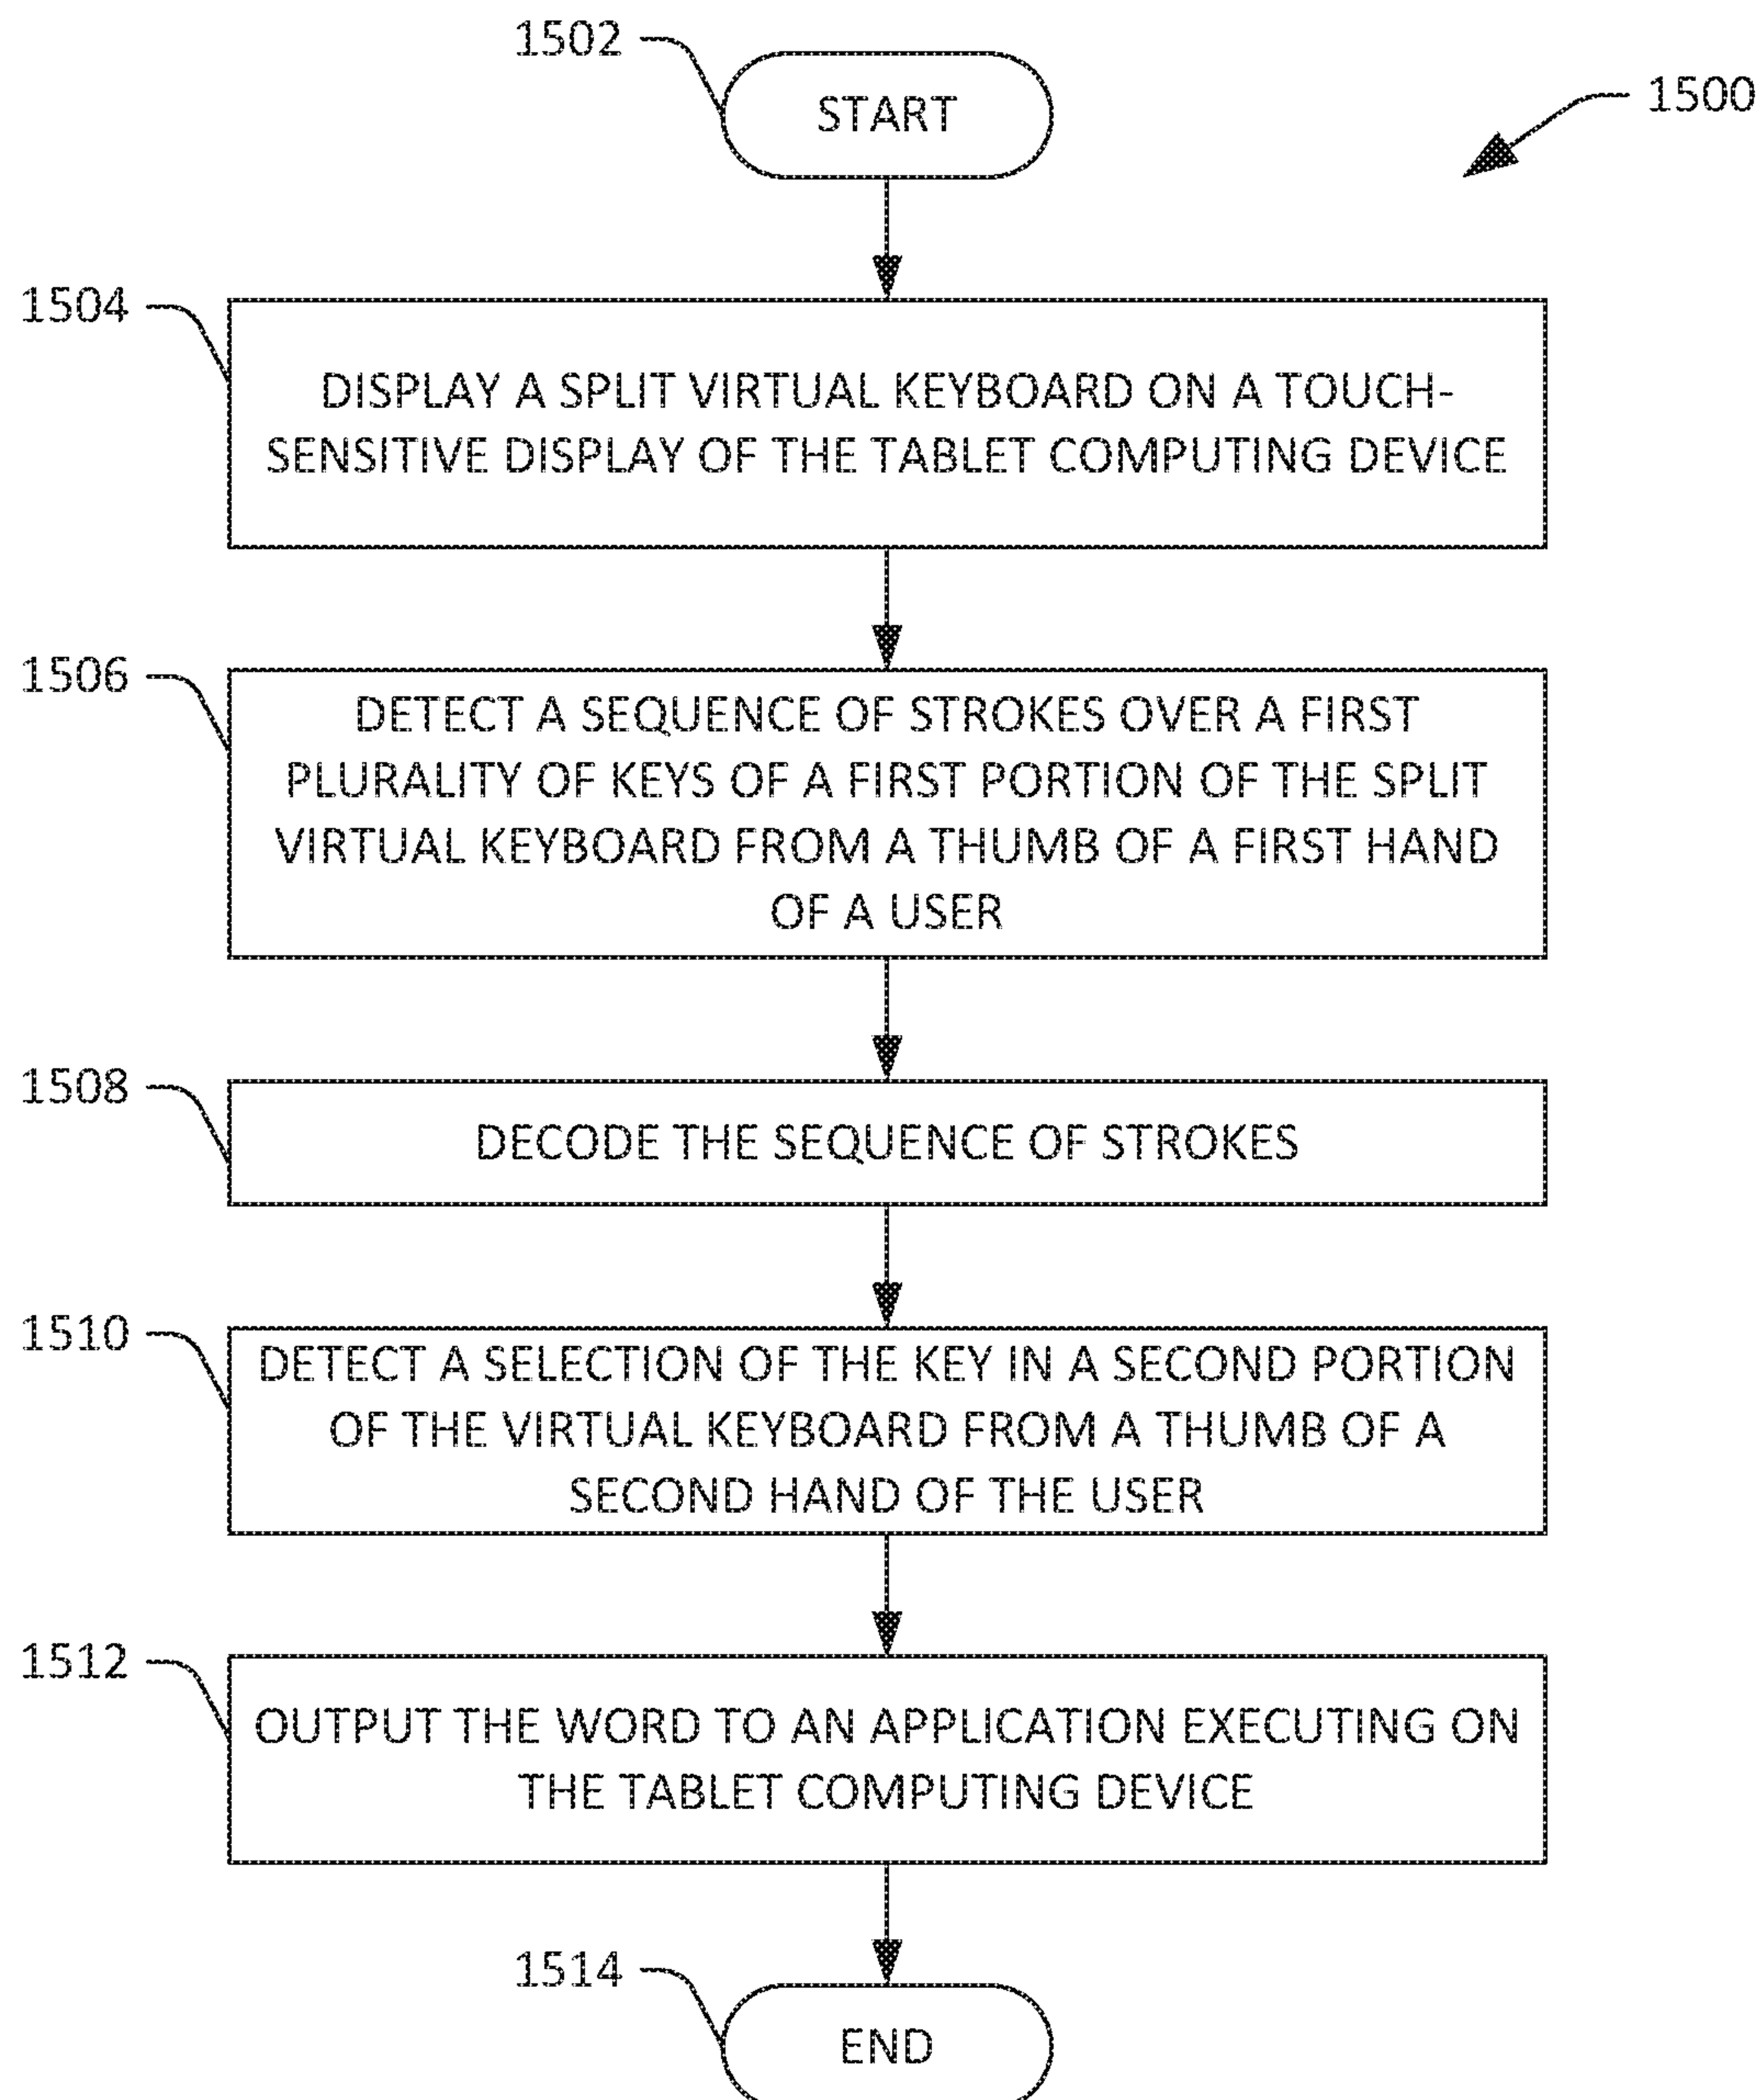 1502
START
1500
1504
DISPLAY A SPLIT VIRTUAL KEYBOARD ON A TOUCH-
SENSITIVE DISPLAY OF THE TABLET COMPUTING DEVICE
1506
DETECT A SEQUENCE OF STROKES OVER A FIRST
PLURALITY OF KEYS OF A FIRST PORTION OF THE SPLIT
VIRTUAL KEYBOARD FROM A THUMB OF A FIRST HAND
OF A USER
1508
DECODE THE SEQUENCE OF STROKES
1510
DETECT A SELECTION OF THE KEY IN A SECOND PORTION
OF THE VIRTUAL KEYBOARD FROM A THUMB OF A
SECOND HAND OF THE USER
1512
OUTPUT THE WORD TO AN APPLICATION EXECUTING ON
THE TABLET COMPUTING DEVICE
1514
END